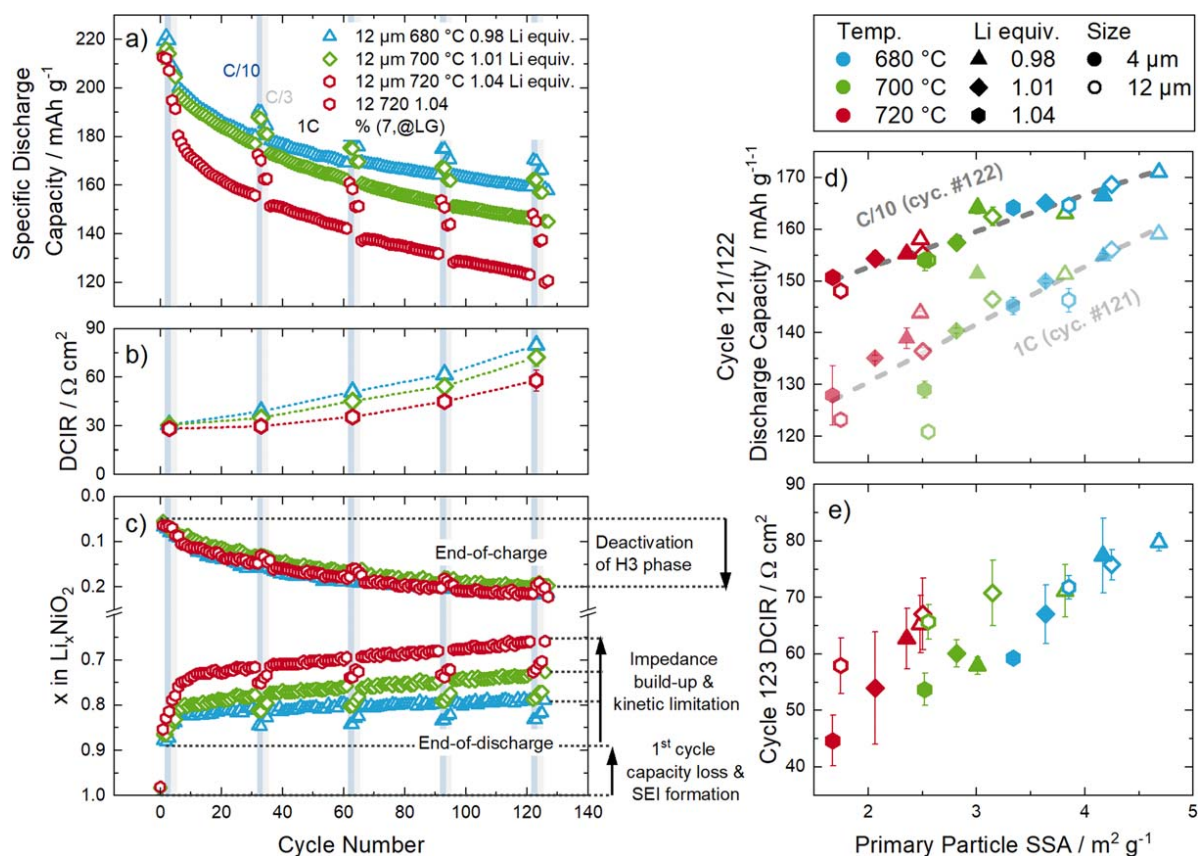 a)
12 µm 680 °C 0.98 Li equiv.
12 µm 700 °C 1.01 Li equiv.
12 µm 720 °C 1.04 Li equiv.
12 720 1.04
% (7,@LG)
C/10
C/3
1C
Specific Discharge
Capacity / mAh g⁻¹
220
200
180
160
140
120
b)
DCIR / Ω cm²
90
60
30
0
c)
x in LiₓNiO₂
0.0
0.1
0.2
0.7
0.8
0.9
1.0
End-of-charge
End-of-discharge
Deactivation
of H3 phase
Impedance
build-up &
kinetic limitation
1ˢᵗ cycle
capacity loss &
SEI formation
0 20 40 60 80 100 120 140
Cycle Number
Temp. Li equiv. Size
680 °C 0.98 4 µm
700 °C 1.01 12 µm
720 °C 1.04
d)
Cycle 121/122
Discharge Capacity / mAh g⁻¹
170
160
150
140
130
120
C/10 (cyc. #122)
1C (cyc. #121)
e)
Cycle 123 DCIR / Ω cm²
90
80
70
60
50
40
2 3 4 5
Primary Particle SSA / m² g⁻¹